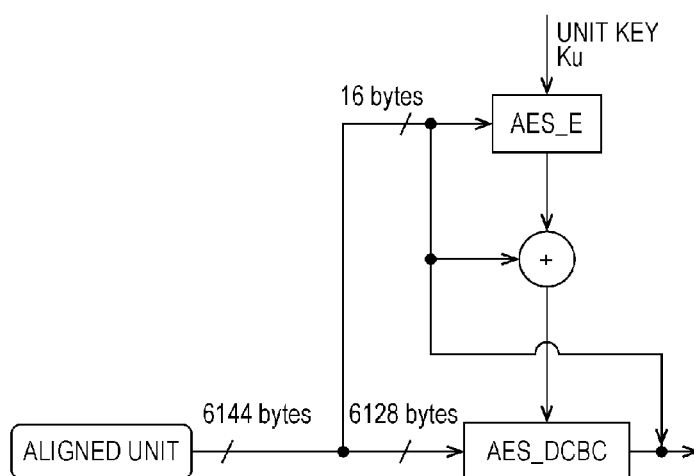 UNIT KEY
Ku
16 bytes
AES_E
+
6144 bytes
6128 bytes
ALIGNED UNIT
AES_DCBC